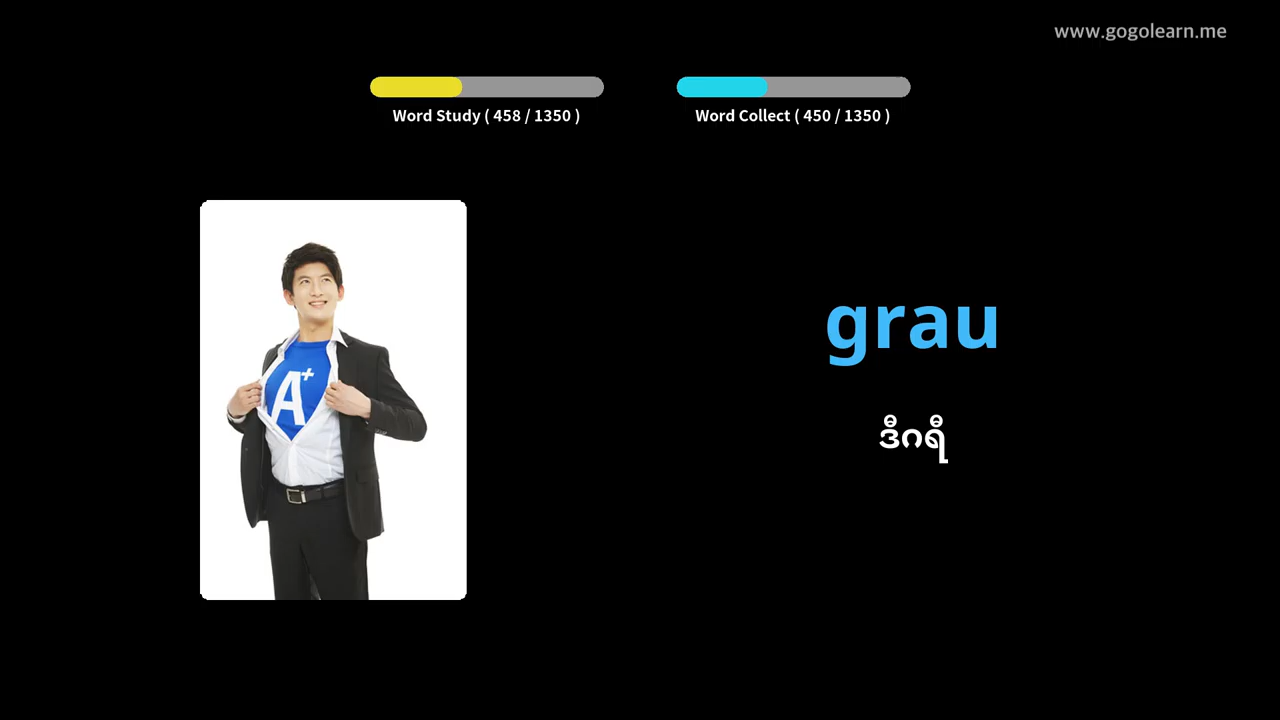 www.gogolearn.me
Word Study ( 458 / 1350 )
Word Collect ( 450 / 1350 )
A+
grau
ဒီဂရီ